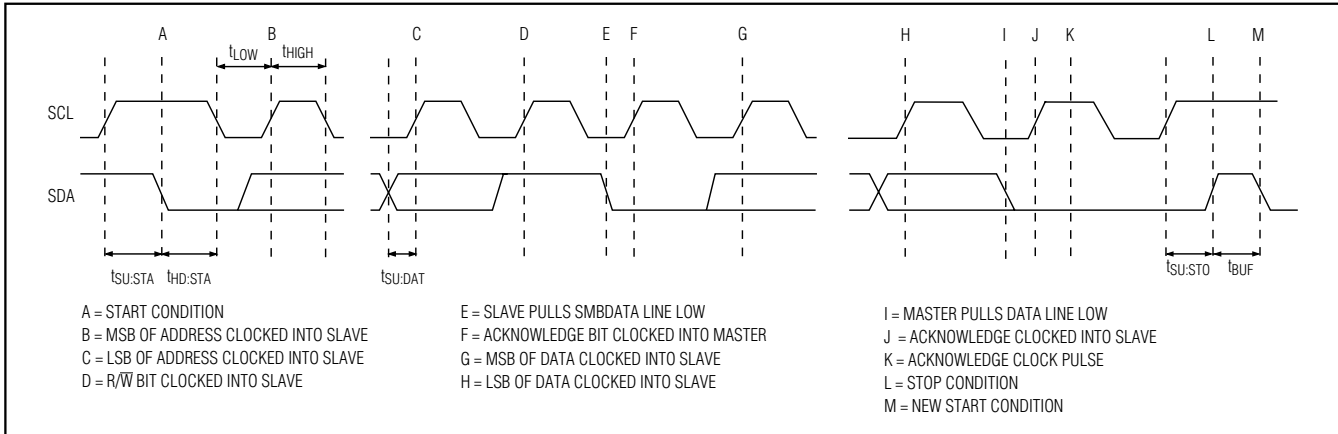 A B C D E F G H I J K L M
tLOW tHIGH
SCL
SDA
tSU:STA tHD:STA tSU:DAT tSU:STO tBUF
A = START CONDITION
B = MSB OF ADDRESS CLOCKED INTO SLAVE
C = LSB OF ADDRESS CLOCKED INTO SLAVE
D = R/W̅ BIT CLOCKED INTO SLAVE
E = SLAVE PULLS SMBDATA LINE LOW
F = ACKNOWLEDGE BIT CLOCKED INTO MASTER
G = MSB OF DATA CLOCKED INTO SLAVE
H = LSB OF DATA CLOCKED INTO SLAVE
I = MASTER PULLS DATA LINE LOW
J = ACKNOWLEDGE CLOCKED INTO SLAVE
K = ACKNOWLEDGE CLOCK PULSE
L = STOP CONDITION
M = NEW START CONDITION